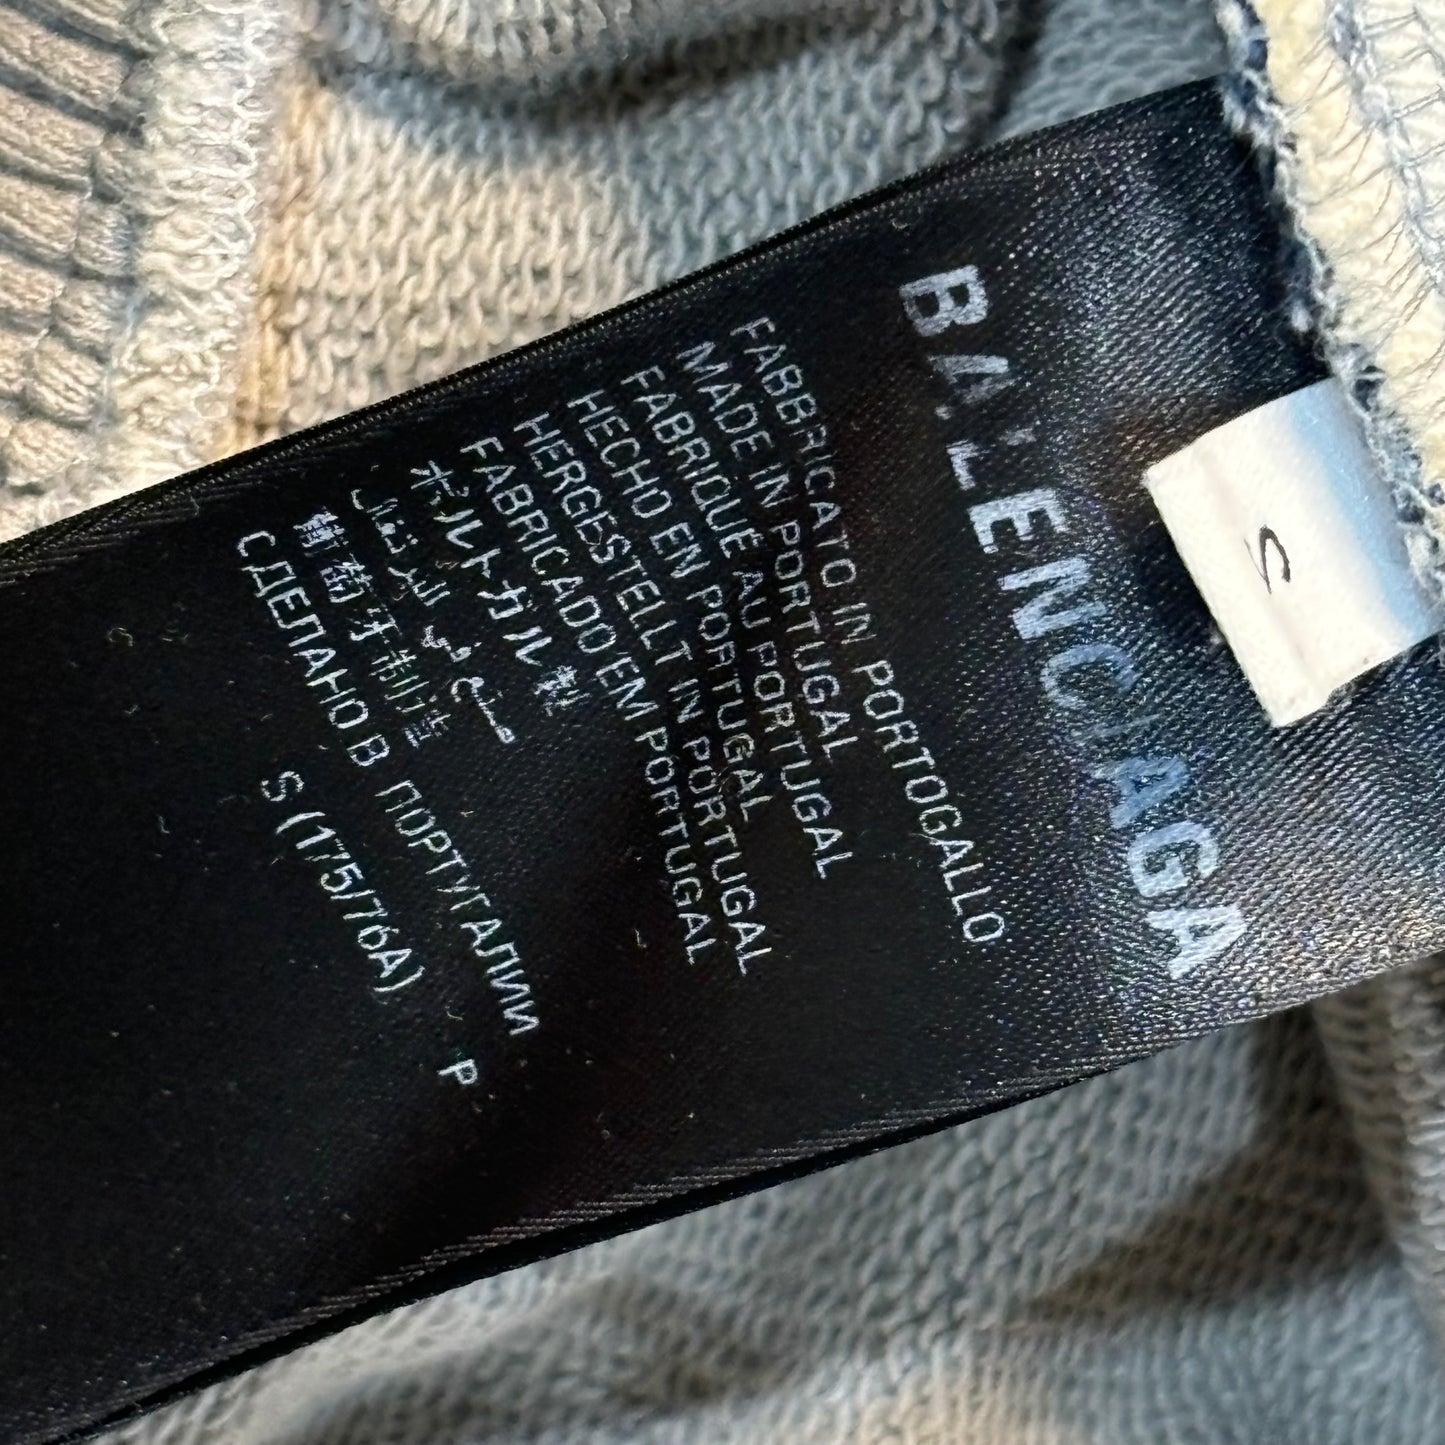 BALENCIAGA
FABBRICATO IN PORTOGALLO
MADE IN PORTUGAL
FABRIQUÉ AU PORTUGAL
HECHO EN PORTUGAL
HERGESTELLT IN PORTUGAL
FABRICADO EM PORTUGAL
ポルトガル製
صنع في البرتغال
葡萄牙制造
СДЕЛАНО В ПОРТУГАЛИИ
S (175/76A) P
S